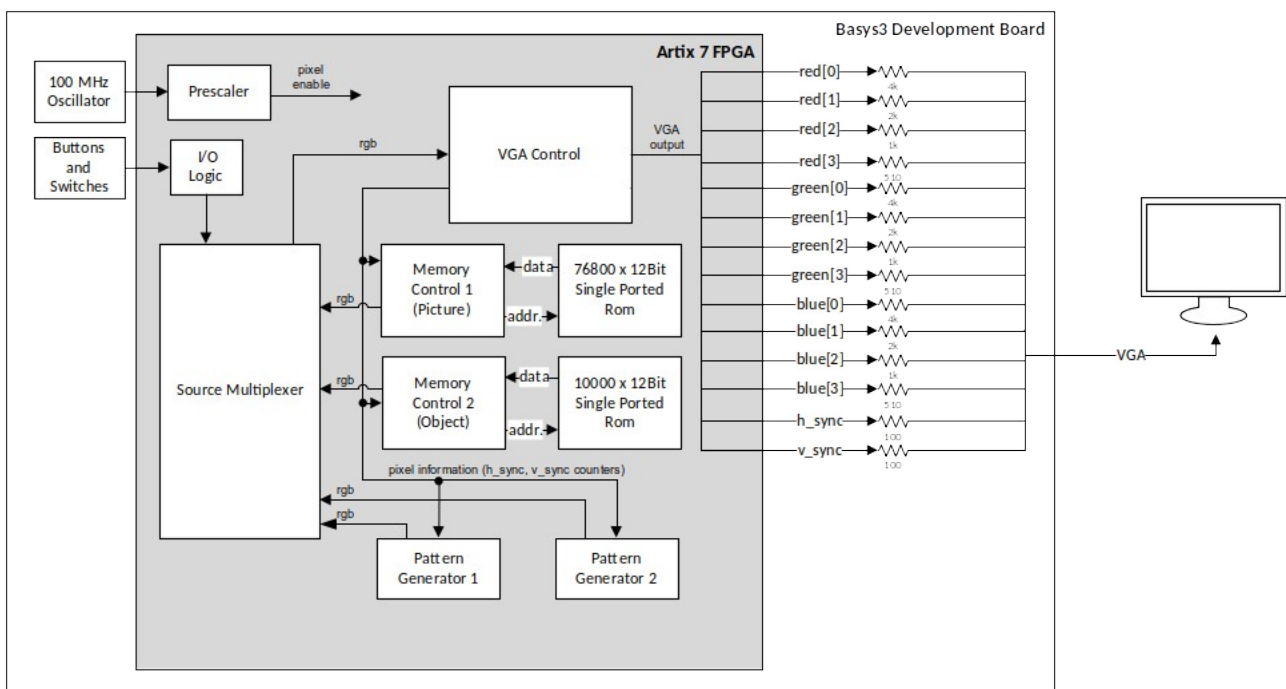 Basys3 Development Board
Artix 7 FPGA
100 MHz
Oscillator
Prescaler
pixel
enable
Buttons
and
Switches
I/O
Logic
rgb
VGA Control
VGA
output
Source Multiplexer
rgb
Memory
Control 1
(Picture)
data
addr.
76800 x 12Bit
Single Ported
Rom
rgb
Memory
Control 2
(Object)
data
addr.
10000 x 12Bit
Single Ported
Rom
pixel information (h_sync, v_sync counters)
rgb
rgb
Pattern
Generator 1
Pattern
Generator 2
red[0]
4k
red[1]
2k
red[2]
1k
red[3]
510
green[0]
4k
green[1]
2k
green[2]
1k
green[3]
510
blue[0]
4k
blue[1]
2k
blue[2]
1k
blue[3]
510
h_sync
100
v_sync
100
VGA